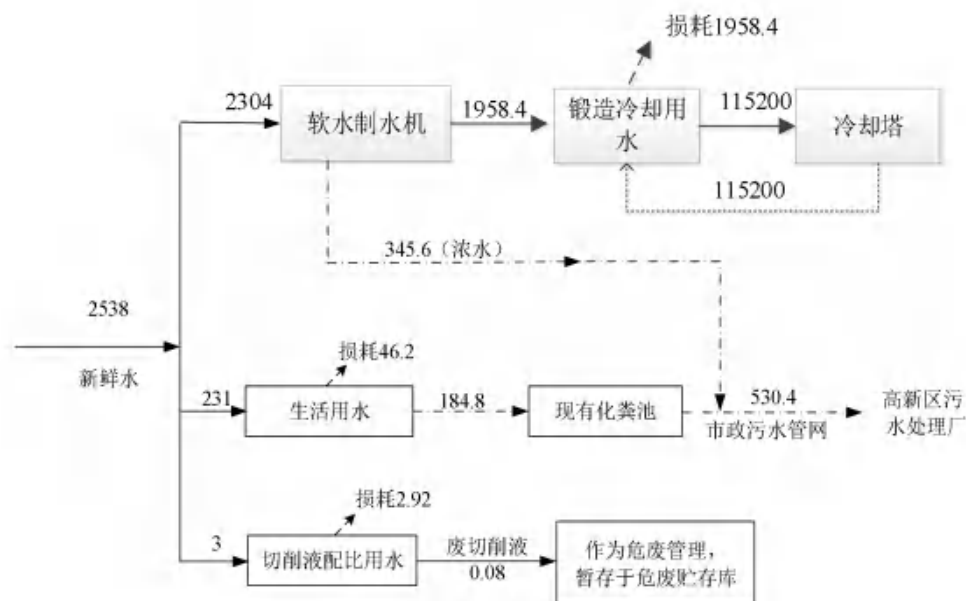 损耗1958.4
2304
软水制水机
1958.4
锻造冷却用
水
115200
冷却塔
115200
345.6（浓水）
2538
新鲜水
损耗46.2
231
生活用水
184.8
现有化粪池
530.4
市政污水管网
高新区污
水处理厂
损耗2.92
3
切削液配比用水
废切削液
0.08
作为危废管理，
暂存于危废贮存库